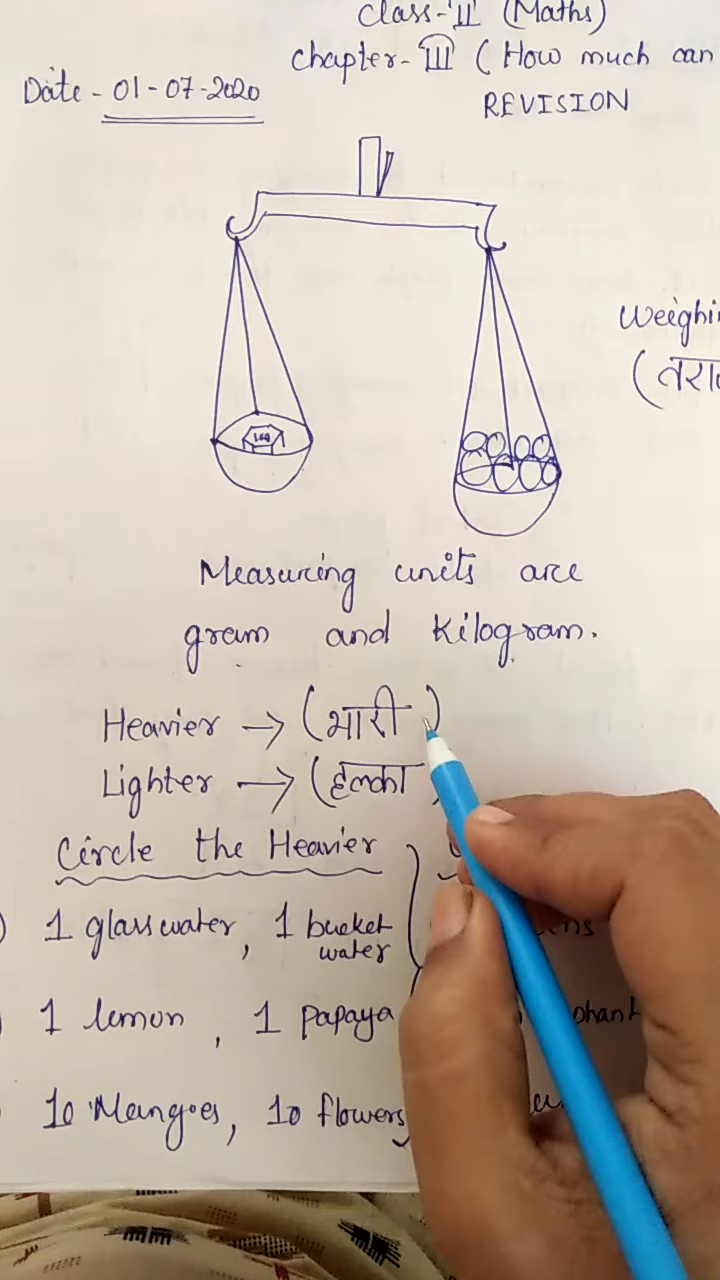 Class-II (Maths)
Chapter-III (How much can
Date - 01-07-2020
REVISION
1kg
Measuring units are
gram and Kilogram.
Heavier → (भारी)
Lighter → (हल्का
Circle the Heavier
1 glass water, 1 bucket water
1 lemon, 1 Papaya
10 Mangoes, 10 flowers